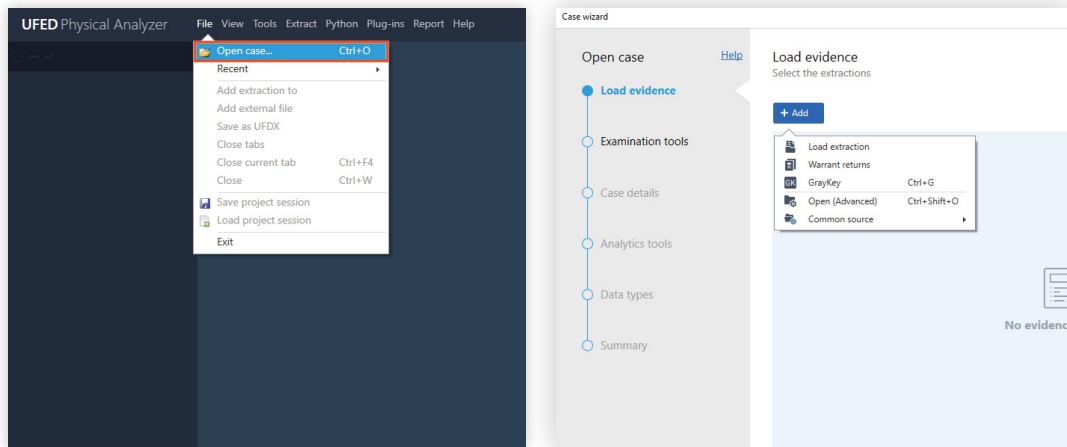 UFED Physical Analyzer
File View Tools Extract Python Plug-ins Report Help
Open case... Ctrl+O
Recent
Add extraction to
Add external file
Save as UFDX
Close tabs
Close current tab Ctrl+F4
Close Ctrl+W
Save project session
Load project session
Exit
Case wizard
Open case Help
Load evidence
Examination tools
Case details
Analytics tools
Data types
Summary
Load evidence
Select the extractions
+ Add
Load extraction
Warrant returns
GK GrayKey Ctrl+G
Open (Advanced) Ctrl+Shift+O
Common source
No evidenc